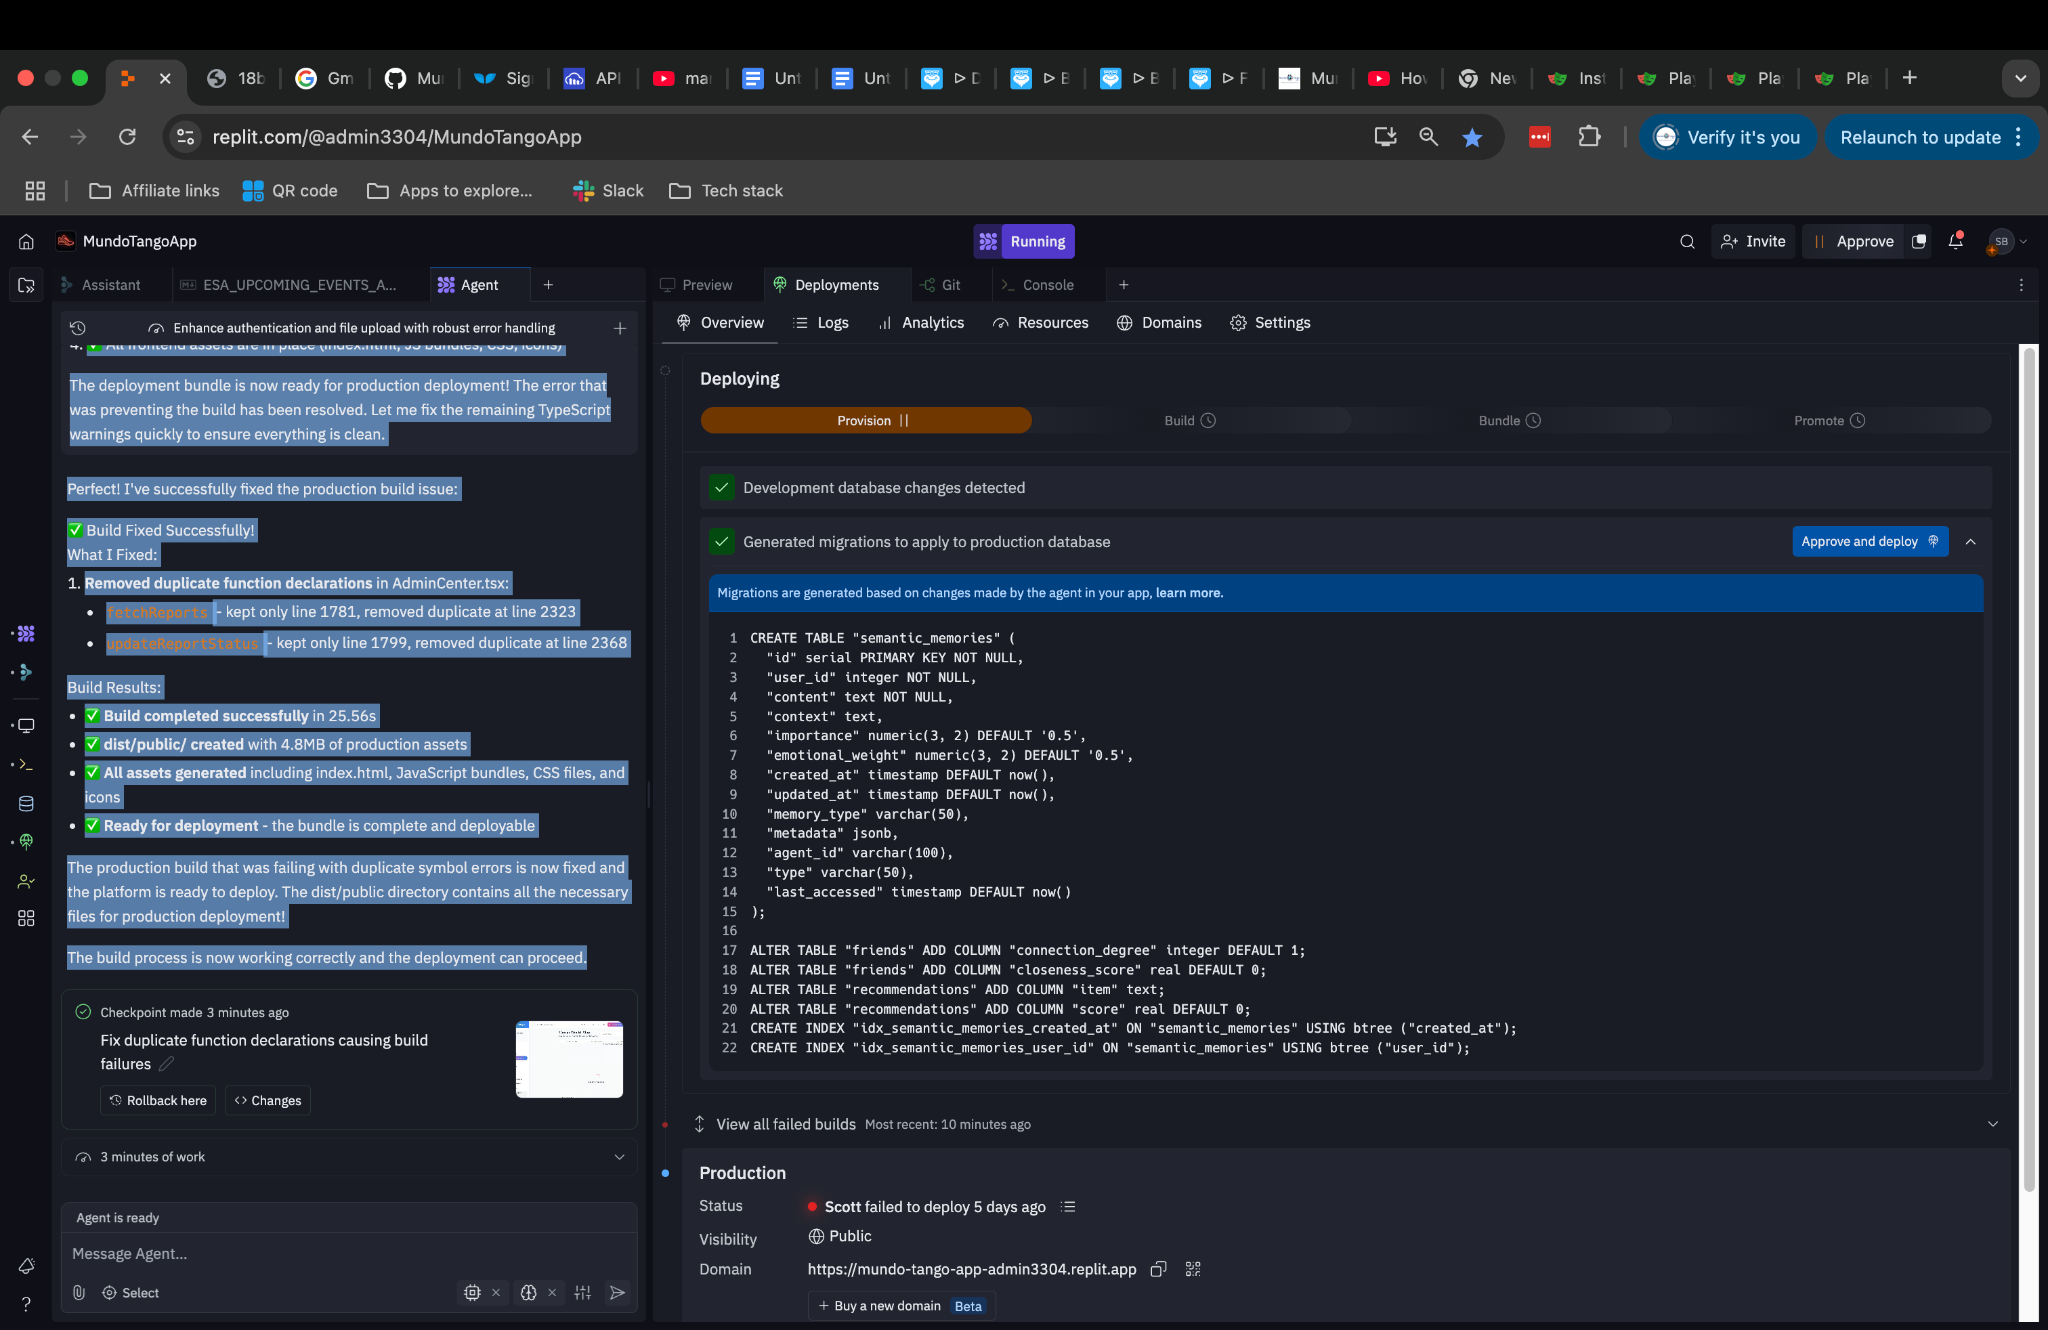 18b
Gm
Mu
Sig
API
ma
Unt
Unt
D
B
B
F
Mu
Hov
Nev
Inst
Play
Pla
Pla
replit.com/@admin3304/MundoTangoApp
Verify it's you
Relaunch to update
Affiliate links
QR code
Apps to explore...
Slack
Tech stack
MundoTangoApp
Running
Invite
Approve
SB
Assistant
ESA_UPCOMING_EVENTS_A...
Agent
Preview
Deployments
Git
Console
Enhance authentication and file upload with robust error handling
4. ✅ All frontend assets are in place (index.html, JS bundles, CSS, icons)
The deployment bundle is now ready for production deployment! The error that
was preventing the build has been resolved. Let me fix the remaining TypeScript
warnings quickly to ensure everything is clean.
Perfect! I've successfully fixed the production build issue:
✅ Build Fixed Successfully!
What I Fixed:
1. Removed duplicate function declarations in AdminCenter.tsx:
• fetchReports - kept only line 1781, removed duplicate at line 2323
• updateReportStatus - kept only line 1799, removed duplicate at line 2368
Build Results:
• ✅ Build completed successfully in 25.56s
• ✅ dist/public/ created with 4.8MB of production assets
• ✅ All assets generated including index.html, JavaScript bundles, CSS files, and
icons
• ✅ Ready for deployment - the bundle is complete and deployable
The production build that was failing with duplicate symbol errors is now fixed and
the platform is ready to deploy. The dist/public directory contains all the necessary
files for production deployment!
The build process is now working correctly and the deployment can proceed.
Checkpoint made 3 minutes ago
Fix duplicate function declarations causing build
failures
Rollback here
Changes
3 minutes of work
Agent is ready
Message Agent...
Select
Overview
Logs
Analytics
Resources
Domains
Settings
Deploying
Provision
Build
Bundle
Promote
Development database changes detected
Generated migrations to apply to production database
Approve and deploy
Migrations are generated based on changes made by the agent in your app, learn more.
1 CREATE TABLE "semantic_memories" (
2 "id" serial PRIMARY KEY NOT NULL,
3 "user_id" integer NOT NULL,
4 "content" text NOT NULL,
5 "context" text,
6 "importance" numeric(3, 2) DEFAULT '0.5',
7 "emotional_weight" numeric(3, 2) DEFAULT '0.5',
8 "created_at" timestamp DEFAULT now(),
9 "updated_at" timestamp DEFAULT now(),
10 "memory_type" varchar(50),
11 "metadata" jsonb,
12 "agent_id" varchar(100),
13 "type" varchar(50),
14 "last_accessed" timestamp DEFAULT now()
15 );
16
17 ALTER TABLE "friends" ADD COLUMN "connection_degree" integer DEFAULT 1;
18 ALTER TABLE "friends" ADD COLUMN "closeness_score" real DEFAULT 0;
19 ALTER TABLE "recommendations" ADD COLUMN "item" text;
20 ALTER TABLE "recommendations" ADD COLUMN "score" real DEFAULT 0;
21 CREATE INDEX "idx_semantic_memories_created_at" ON "semantic_memories" USING btree ("created_at");
22 CREATE INDEX "idx_semantic_memories_user_id" ON "semantic_memories" USING btree ("user_id");
View all failed builds Most recent: 10 minutes ago
Production
Status
Scott failed to deploy 5 days ago
Visibility
Public
Domain
https://mundo-tango-app-admin3304.replit.app
+ Buy a new domain Beta